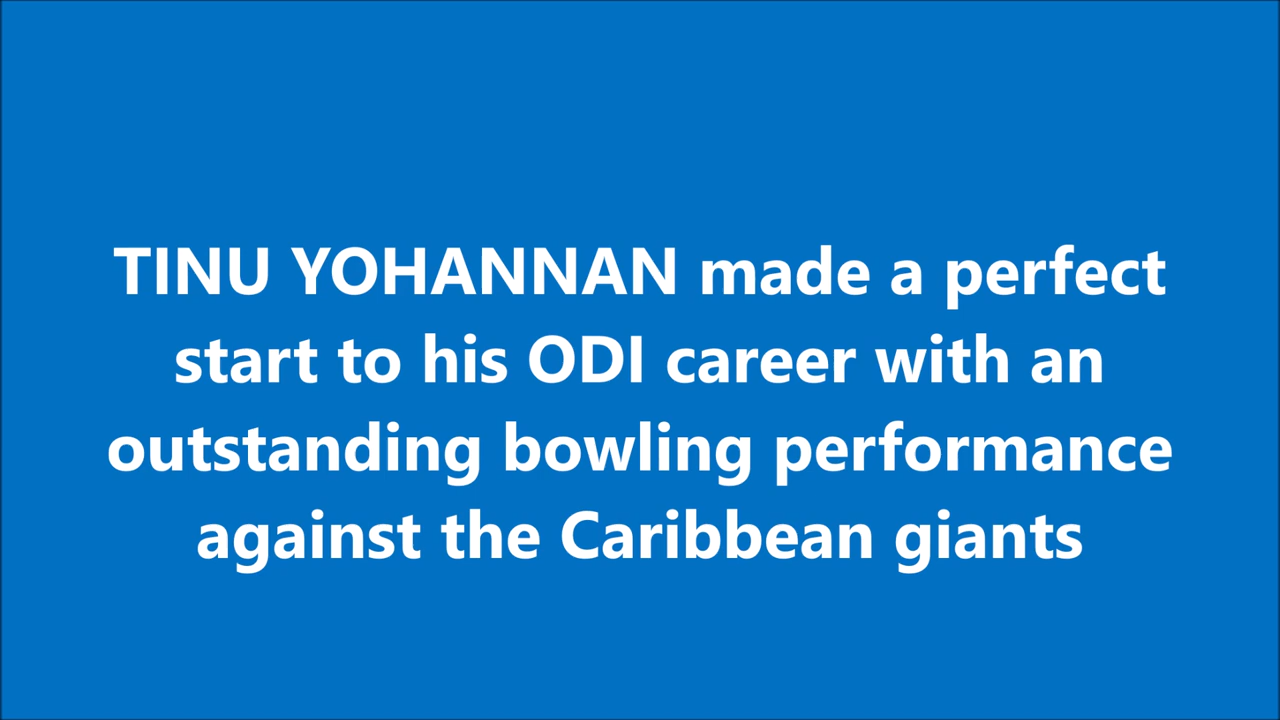 TINU YOHANNAN made a perfect
start to his ODI career with an
outstanding bowling performance
against the Caribbean giants